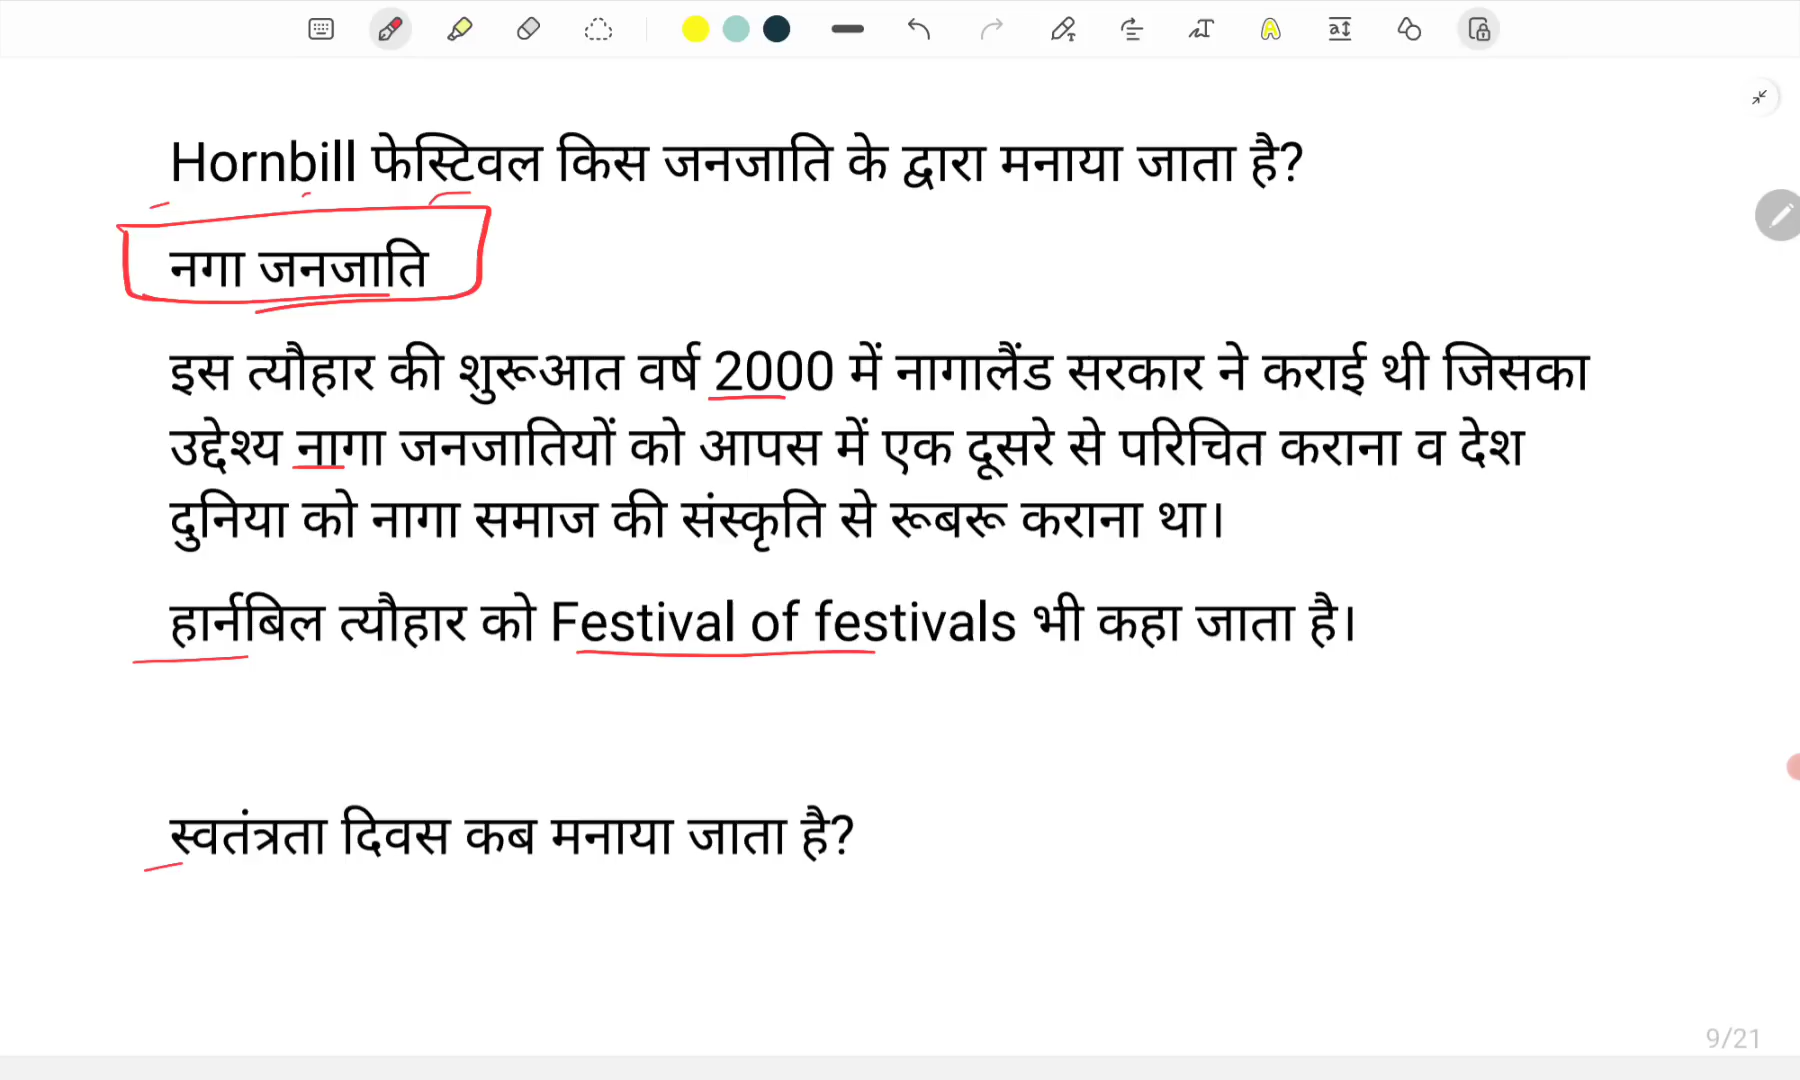 Hornbill फेस्टिवल किस जनजाति के द्वारा मनाया जाता है?
नगा जनजाति
इस त्यौहार की शुरूआत वर्ष 2000 में नागालैंड सरकार ने कराई थी जिसका
उद्देश्य नागा जनजातियों को आपस में एक दूसरे से परिचित कराना व देश
दुनिया को नागा समाज की संस्कृति से रूबरू कराना था।
हार्नबिल त्यौहार को Festival of festivals भी कहा जाता है।
स्वतंत्रता दिवस कब मनाया जाता है?
9/21